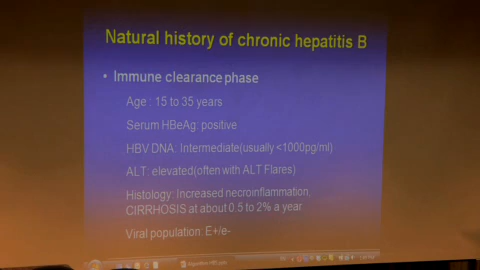 Natural history of chronic hepatitis B
• Immune clearance phase
Age : 15 to 35 years
Serum HBeAg: positive
HBV DNA: Intermediate(usually <1000pg/ml)
ALT: elevated(often with ALT Flares)
Histology: Increased necroinflammation,
CIRRHOSIS at about 0.5 to 2% a year
Viral population: E+/e-